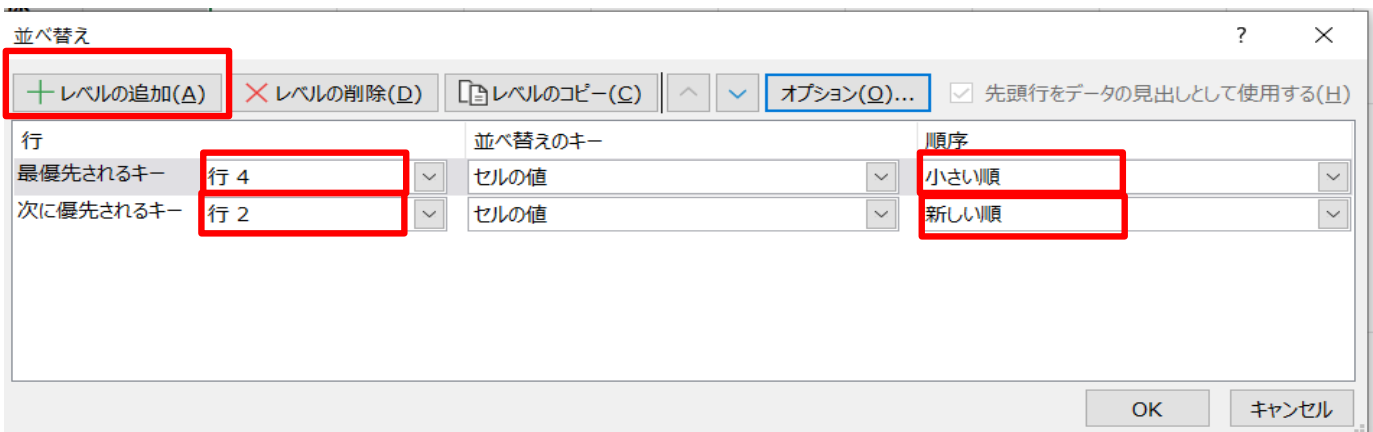 並べ替え ? ×
レベルの追加(A) レベルの削除(D) レベルのコピー(C) オプション(O)... 先頭行をデータの見出しとして使用する(H)
行 並べ替えのキー 順序
最優先されるキー 行 4 セルの値 小さい順
次に優先されるキー 行 2 セルの値 新しい順
OK キャンセル